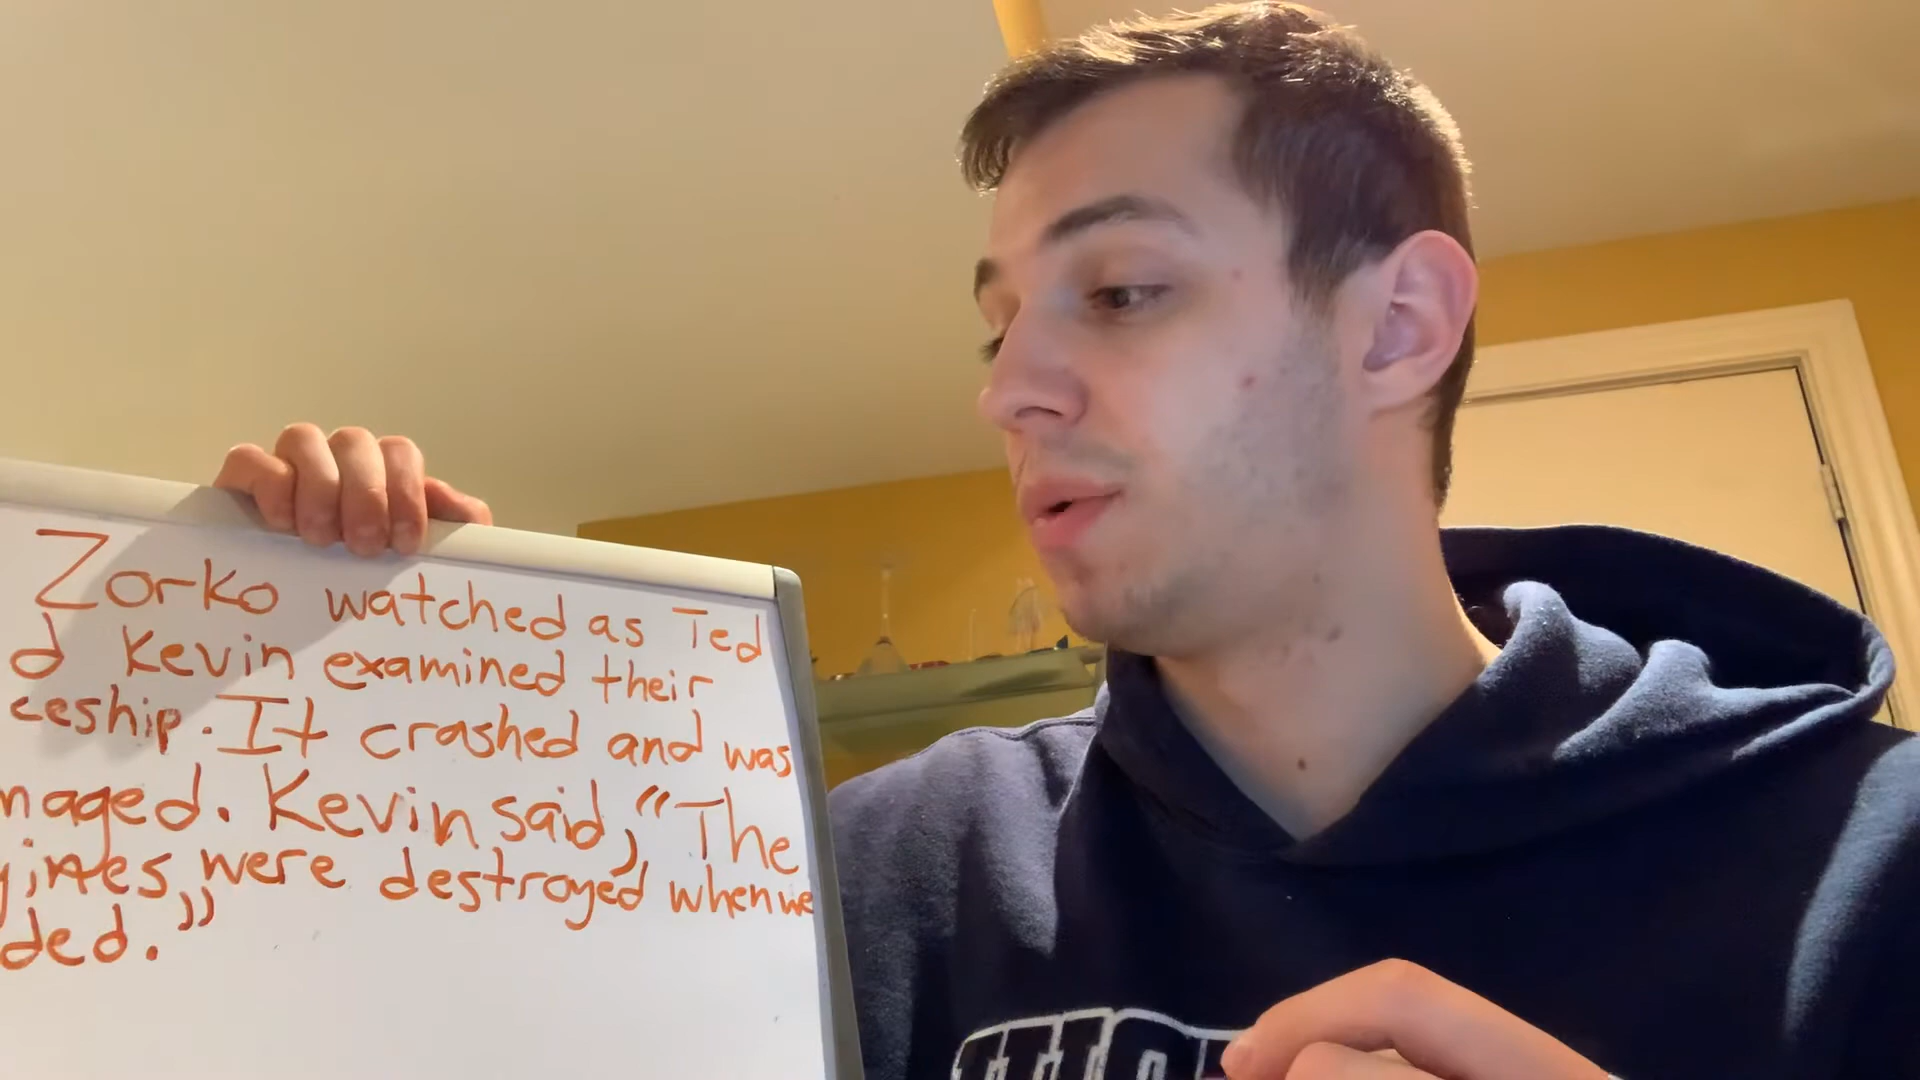 Zorko watched as Ted
d Kevin examined their
ceship. It crashed and was
maged. Kevin said, "The
gines were destroyed when we
ded."